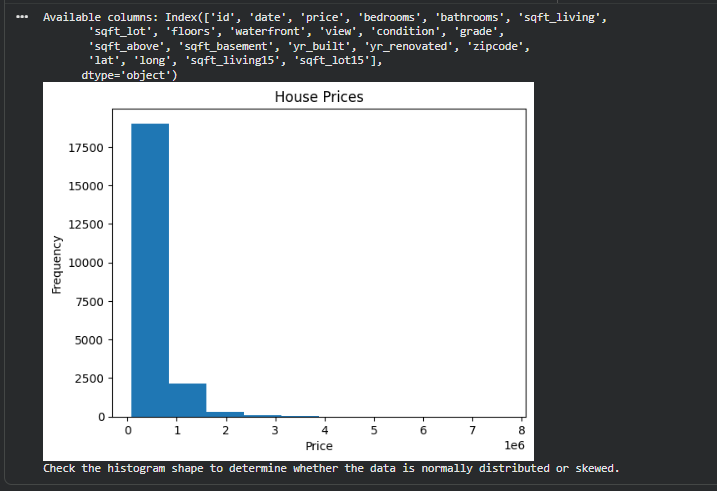 ••• Available columns: Index(['id', 'date', 'price', 'bedrooms', 'bathrooms', 'sqft_living',
'sqft_lot', 'floors', 'waterfront', 'view', 'condition', 'grade',
'sqft_above', 'sqft_basement', 'yr_built', 'yr_renovated', 'zipcode',
'lat', 'long', 'sqft_living15', 'sqft_lot15'],
dtype='object')
House Prices
17500
15000
12500
10000
7500
5000
2500
0
Frequency
0 1 2 3 4 5 6 7 8
1e6
Price
Check the histogram shape to determine whether the data is normally distributed or skewed.